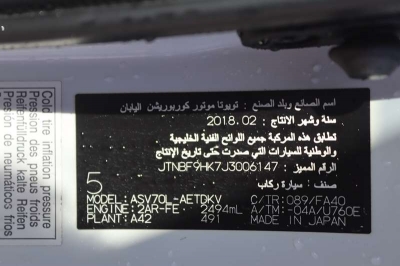 Cold tire inflation pressure
Pression des pneus froids
Reifenfülldruck kalte Reifen
Presión de
de neumáticos fríos
اسم الصانع وبلد الصنع : تويوتا موتور كوربوريشن اليابان
سنة وشهر الانتاج : 2018.02
تطابق هذه المركبة جميع اللوائح الفنية الخليجية
والوطنية للسيارات التي صدرت حتى تاريخ الإنتاج
الرقم المميز : JTNBF9HK7J3006147
صنف : سيارة ركاب
5
MODEL: ASV70L-AETDKV C/TR: 089/FA40
ENGINE: 2AR-FE 2494mL A/TM: -04A/U760E
PLANT: A42 491 MADE IN JAPAN